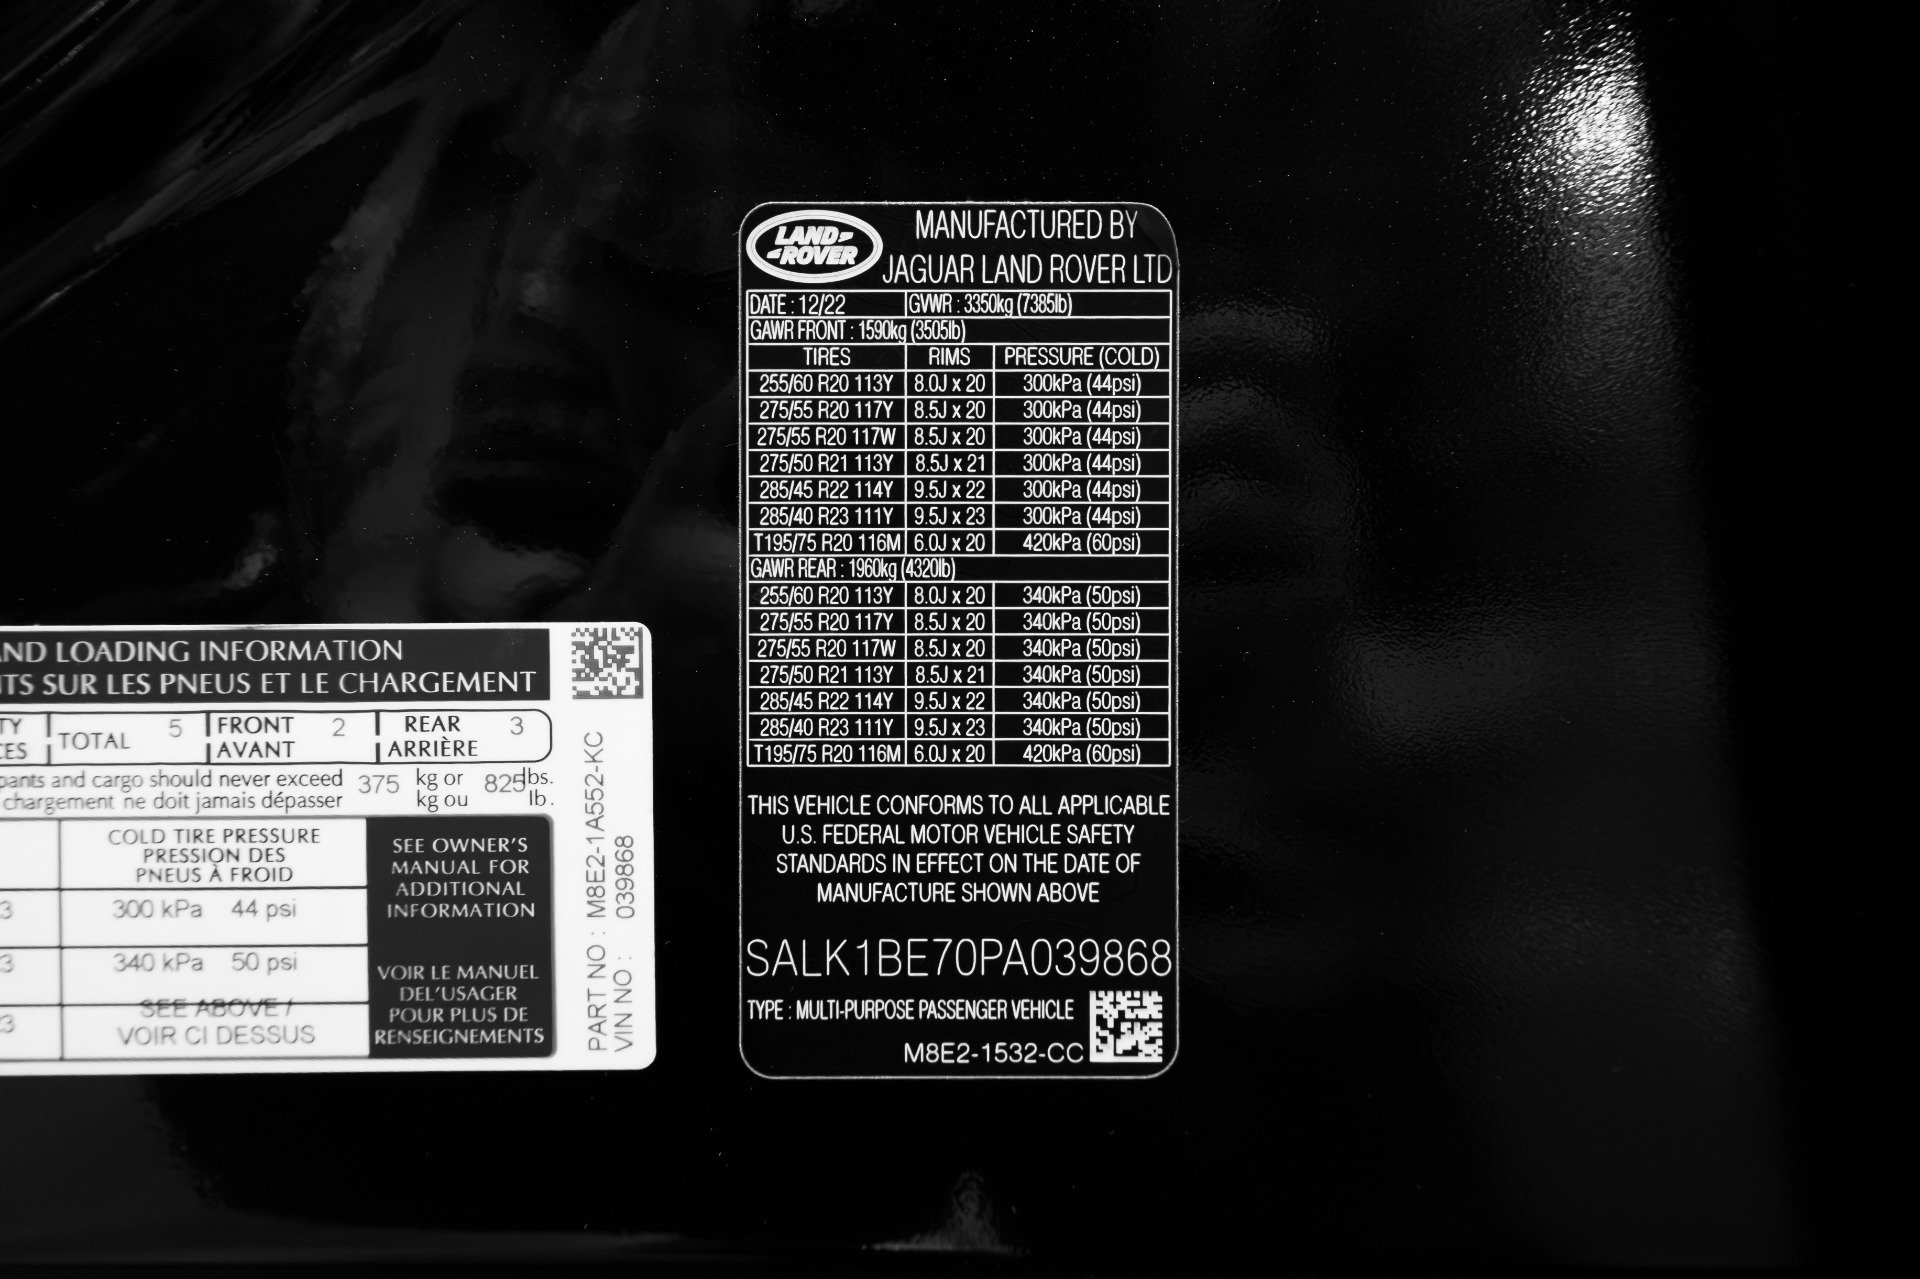 AND LOADING INFORMATION
TS SUR LES PNEUS ET LE CHARGEMENT
TY TOTAL 5 FRONT 2 REAR 3
ES AVANT ARRIÈRE
pants and cargo should never exceed 375 kg or 825 lbs.
chargement ne doit jamais dépasser kg ou lb.
COLD TIRE PRESSURE
PRESSION DES
PNEUS À FROID
3 300 kPa 44 psi
3 340 kPa 50 psi
3 SEE ABOVE /
VOIR CI DESSUS
SEE OWNER'S
MANUAL FOR
ADDITIONAL
INFORMATION
VOIR LE MANUEL
DEL'USAGER
POUR PLUS DE
RENSEIGNEMENTS
PART NO : M8E2-1A552-KC
VIN NO : 039868
LAND
ROVER
MANUFACTURED BY
JAGUAR LAND ROVER LTD
DATE : 12/22 GVWR : 3350kg (7385lb)
GAWR FRONT : 1590kg (3505lb)
TIRES RIMS PRESSURE (COLD)
255/60 R20 113Y 8.0J x 20 300kPa (44psi)
275/55 R20 117Y 8.5J x 20 300kPa (44psi)
275/55 R20 117W 8.5J x 20 300kPa (44psi)
275/50 R21 113Y 8.5J x 21 300kPa (44psi)
285/45 R22 114Y 9.5J x 22 300kPa (44psi)
285/40 R23 111Y 9.5J x 23 300kPa (44psi)
T195/75 R20 116M 6.0J x 20 420kPa (60psi)
GAWR REAR : 1960kg (4320lb)
255/60 R20 113Y 8.0J x 20 340kPa (50psi)
275/55 R20 117Y 8.5J x 20 340kPa (50psi)
275/55 R20 117W 8.5J x 20 340kPa (50psi)
275/50 R21 113Y 8.5J x 21 340kPa (50psi)
285/45 R22 114Y 9.5J x 22 340kPa (50psi)
285/40 R23 111Y 9.5J x 23 340kPa (50psi)
T195/75 R20 116M 6.0J x 20 420kPa (60psi)
THIS VEHICLE CONFORMS TO ALL APPLICABLE
U.S. FEDERAL MOTOR VEHICLE SAFETY
STANDARDS IN EFFECT ON THE DATE OF
MANUFACTURE SHOWN ABOVE
SALK1BE70PA039868
TYPE : MULTI-PURPOSE PASSENGER VEHICLE
M8E2-1532-CC